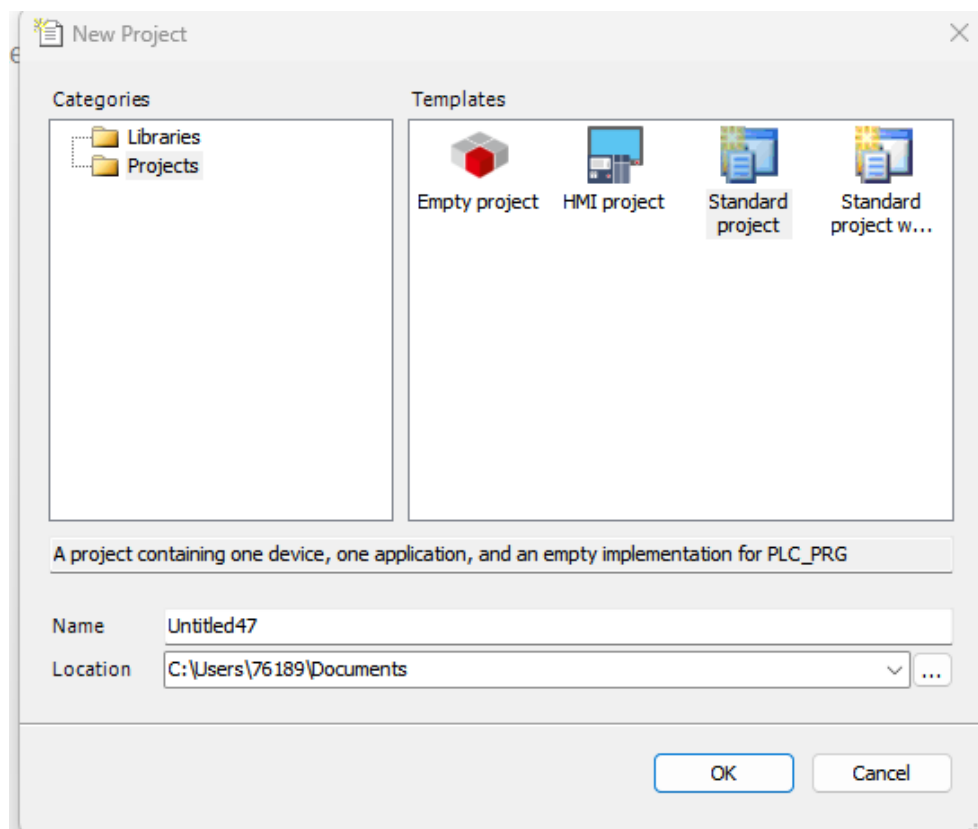 New Project
e
Categories
Templates
Libraries
Projects
Empty project
HMI project
Standard
project
Standard
project w...
A project containing one device, one application, and an empty implementation for PLC_PRG
Name
Untitled47
Location
C:\Users\76189\Documents
...
OK
Cancel